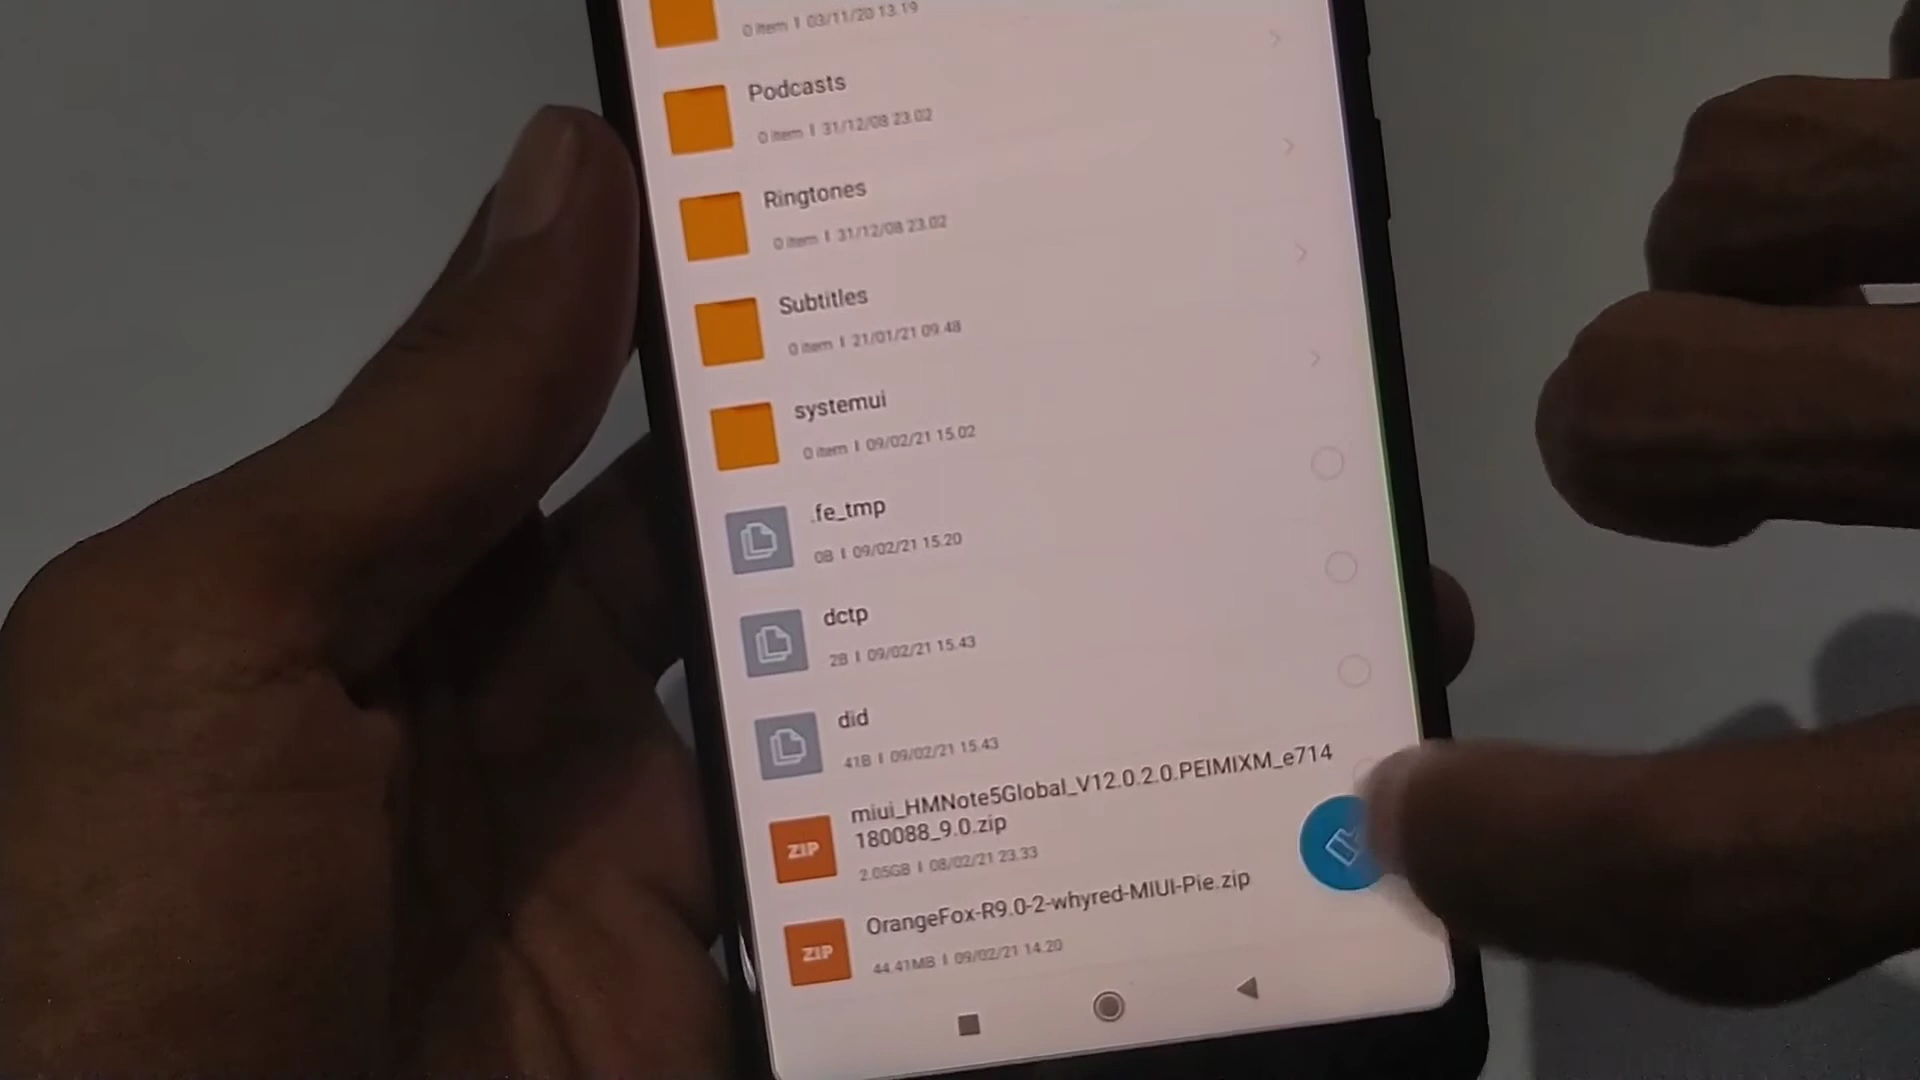 0 item | 03/11/20 13.19
Podcasts
0 item | 31/12/08 23.02
Ringtones
0 item | 31/12/08 23.02
Subtitles
0 item | 21/01/21 09.48
systemui
0 item | 09/02/21 15.02
.fe_tmp
0B | 09/02/21 15.20
dctp
2B | 09/02/21 15.43
did
41B | 09/02/21 15.43
miui_HMNote5Global_V12.0.2.0.PEIMIXM_e714
180088_9.0.zip
ZIP
2.05GB | 08/02/21 23.33
OrangeFox-R9.0-2-whyred-MIUI-Pie.zip
ZIP
44.41MB | 09/02/21 14.20